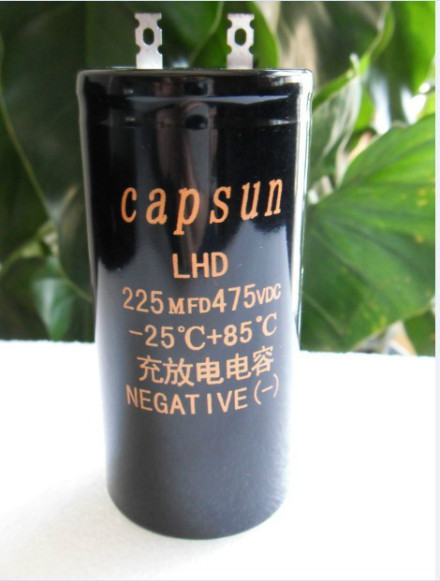 capsun
LHD
225MFD475VDC
-25℃+85℃
充放电电容
NEGATIVE(-)